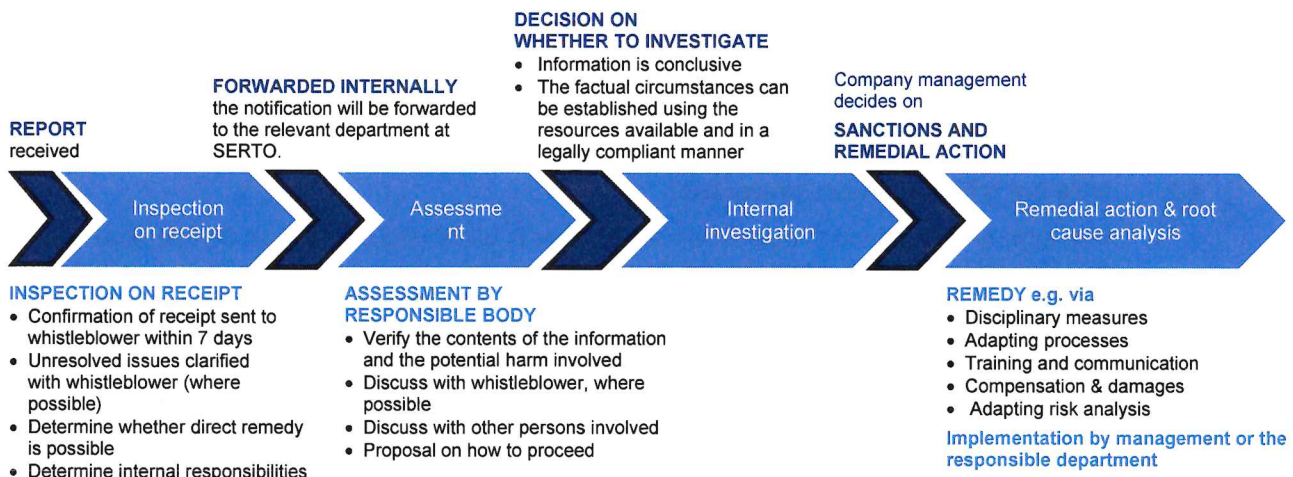 DECISION ON
WHETHER TO INVESTIGATE
• Information is conclusive
• The factual circumstances can
be established using the
resources available and in a
legally compliant manner
FORWARDED INTERNALLY
the notification will be forwarded
to the relevant department at
SERTO.
Company management
decides on
SANCTIONS AND
REMEDIAL ACTION
REPORT
received
Inspection
on receipt
Assessme
nt
Internal
investigation
Remedial action & root
cause analysis
INSPECTION ON RECEIPT
• Confirmation of receipt sent to
whistleblower within 7 days
• Unresolved issues clarified
with whistleblower (where
possible)
• Determine whether direct remedy
is possible
• Determine internal responsibilities
ASSESSMENT BY
RESPONSIBLE BODY
• Verify the contents of the information
and the potential harm involved
• Discuss with whistleblower, where
possible
• Discuss with other persons involved
• Proposal on how to proceed
REMEDY e.g. via
• Disciplinary measures
• Adapting processes
• Training and communication
• Compensation & damages
• Adapting risk analysis
Implementation by management or the
responsible department